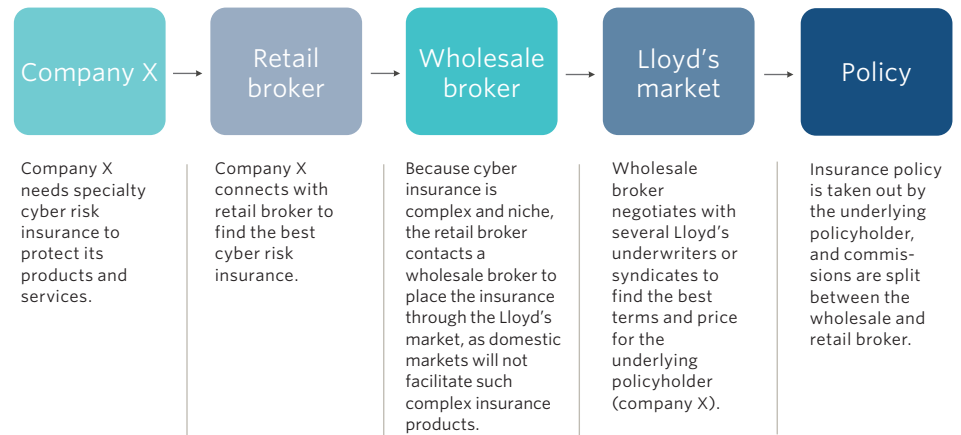 Company X
Retail
broker
Wholesale
broker
Lloyd’s
market
Policy
Company X
needs specialty
cyber risk
insurance to
protect its
products and
services.
Company X
connects with
retail broker to
find the best
cyber risk
insurance.
Because cyber
insurance is
complex and niche,
the retail broker
contacts a
wholesale broker to
place the insurance
through the Lloyd’s
market, as domestic
markets will not
facilitate such
complex insurance
products.
Wholesale
broker
negotiates with
several Lloyd’s
underwriters or
syndicates to
find the best
terms and price
for the
underlying
policyholder
(company X).
Insurance policy
is taken out by
the underlying
policyholder,
and commis-
sions are split
between the
wholesale and
retail broker.